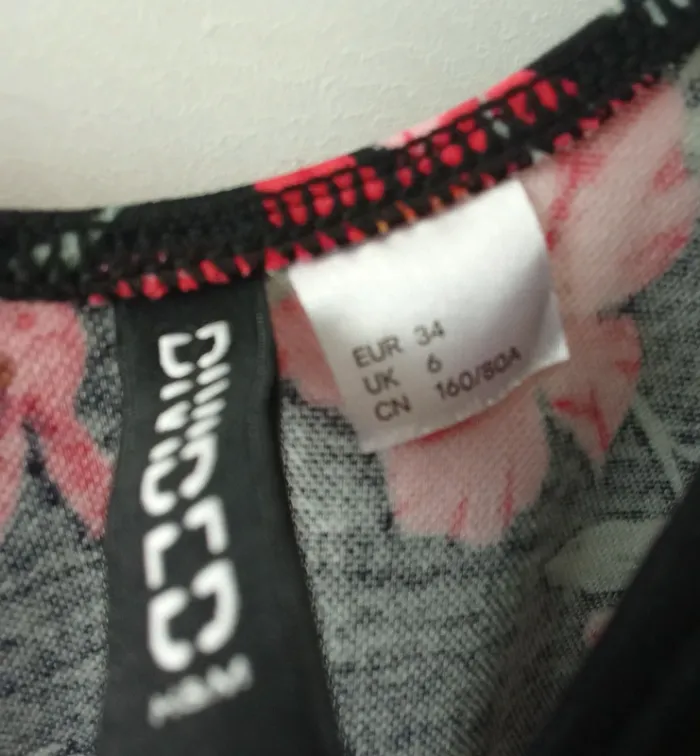 DIVIDED
H&M
EUR 34
UK 6
CN 160/80A